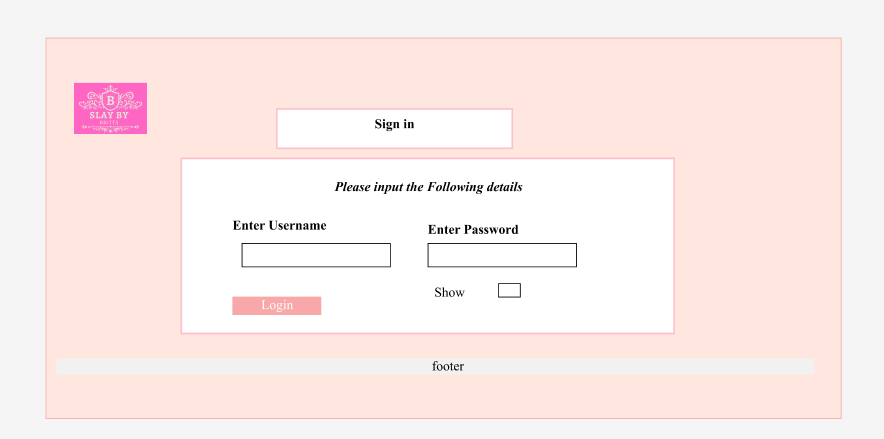 B
SLAY BY
Sign in
Please input the Following details
Enter Username
Enter Password
Show
Login
footer